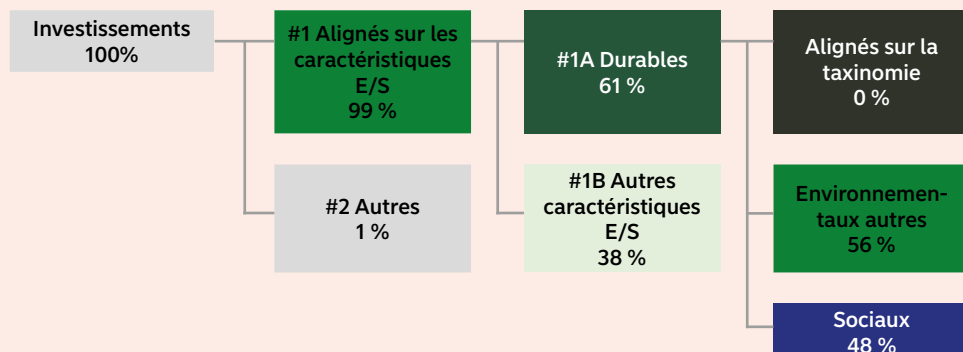 Investissements
100%
#1 Alignés sur les
caractéristiques
E/S
99 %
#1A Durables
61 %
Alignés sur la
taxinomie
0 %
#2 Autres
1 %
#1B Autres
caractéristiques
E/S
38 %
Environnemen-
taux autres
56 %
Sociaux
48 %